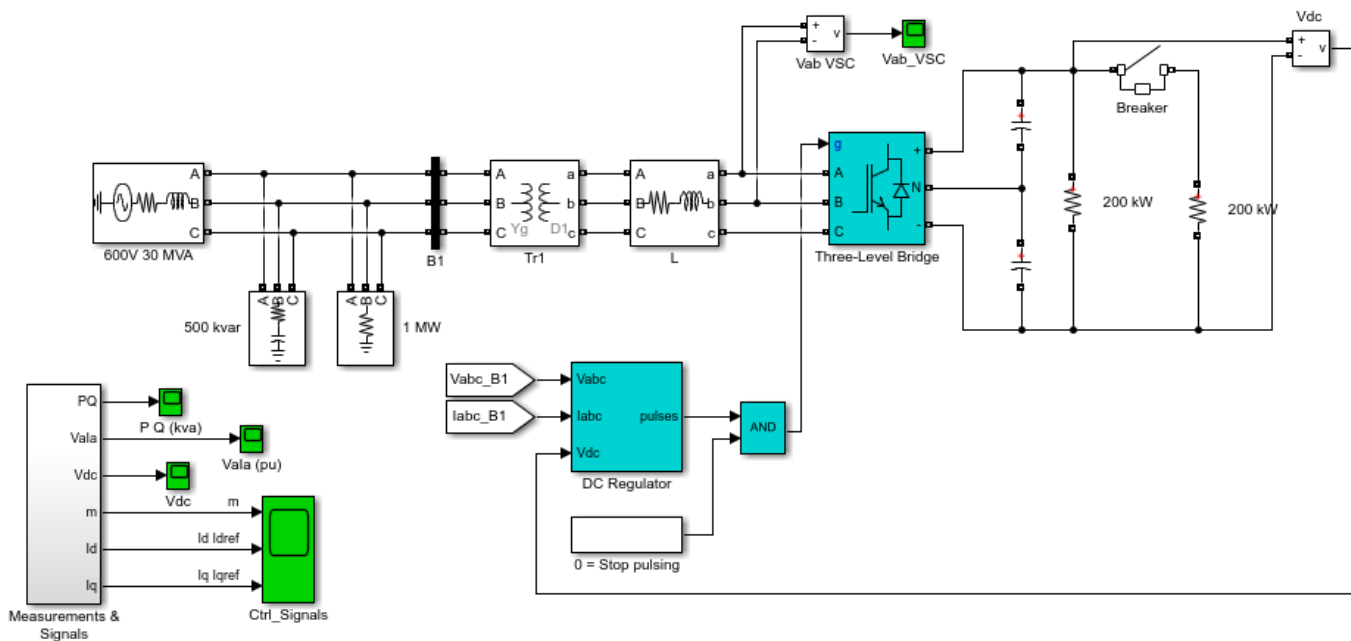 Vdc
+
-
v
+
-
v
Vab VSC
Vab_VSC
Breaker
200 kW
200 kW
A
B
C
600V 30 MVA
B1
A
B
C
a
b
c
Yg
D1
Tr1
A
B
C
a
b
c
L
g
A
B
C
+
N
-
Three-Level Bridge
A
B
C
500 kvar
A
B
C
1 MW
Vabc_B1
Iabc_B1
Vabc
Iabc
Vdc
pulses
DC Regulator
AND
0 = Stop pulsing
PQ
Vala
Vdc
m
Id
Iq
Measurements &
Signals
P Q (kva)
Vala (pu)
Vdc
m
Id Idref
Iq Iqref
Ctrl_Signals